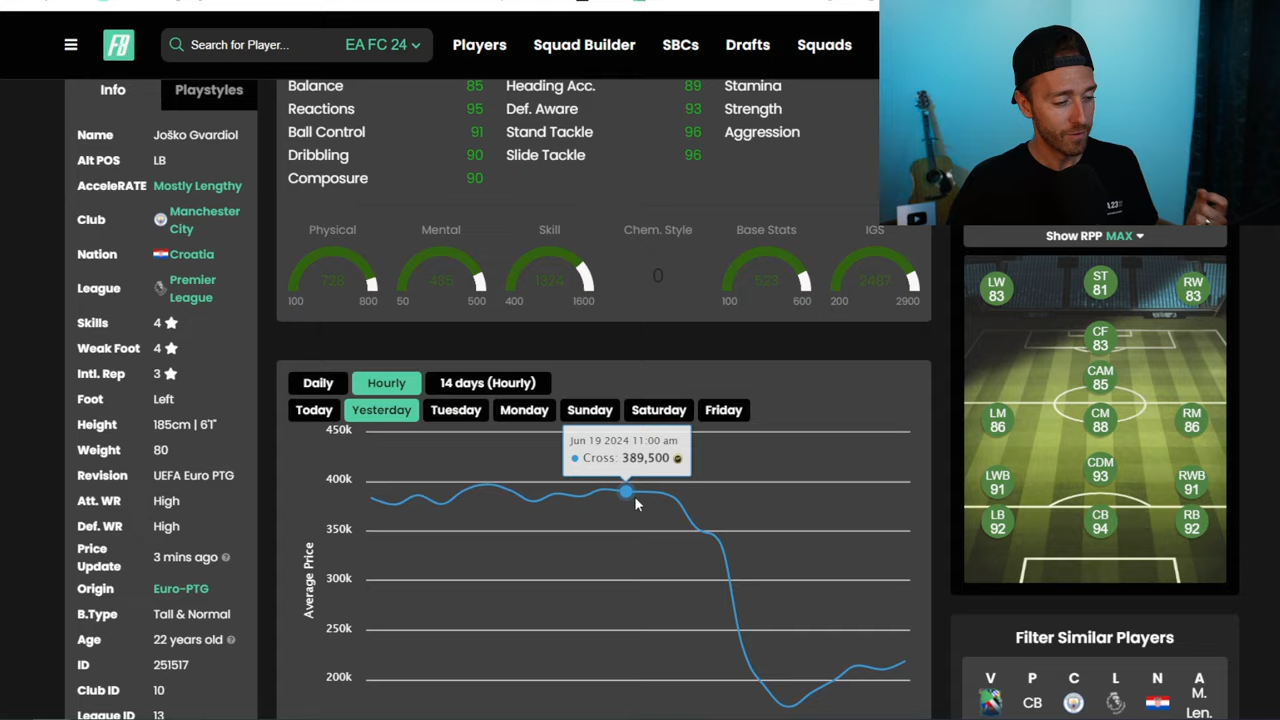 FB
Search for Player...
EA FC 24
Players
Squad Builder
SBCs
Drafts
Squads
Info
Playstyles
Name Joško Gvardiol
Alt POS LB
AcceleRATE Mostly Lengthy
Club Manchester City
Nation Croatia
League Premier League
Skills 4
Weak Foot 4
Intl. Rep 3
Foot Left
Height 185cm | 6'1"
Weight 80
Revision UEFA Euro PTG
Att. WR High
Def. WR High
Price Update 3 mins ago
Origin Euro-PTG
B.Type Tall & Normal
Age 22 years old
ID 251517
Club ID 10
League ID 13
Balance 85
Reactions 95
Ball Control 91
Dribbling 90
Composure 90
Heading Acc. 89
Def. Aware 93
Stand Tackle 96
Slide Tackle 96
Stamina
Strength
Aggression
Physical
728
100 800
Mental
435
50 500
Skill
1324
400 1600
Chem. Style
0
Base Stats
523
100 600
IGS
2487
200 2900
Daily
Hourly
14 days (Hourly)
Today
Yesterday
Tuesday
Monday
Sunday
Saturday
Friday
450k
400k
350k
300k
250k
200k
Average Price
Jun 19 2024 11:00 am
Cross: 389,500
1.23
Show RPP MAX
LW 83
ST 81
RW 83
CF 83
CAM 85
LM 86
CM 88
RM 86
LWB 91
CDM 93
RWB 91
LB 92
CB 94
RB 92
Filter Similar Players
V P C L N A
CB
M. Len.